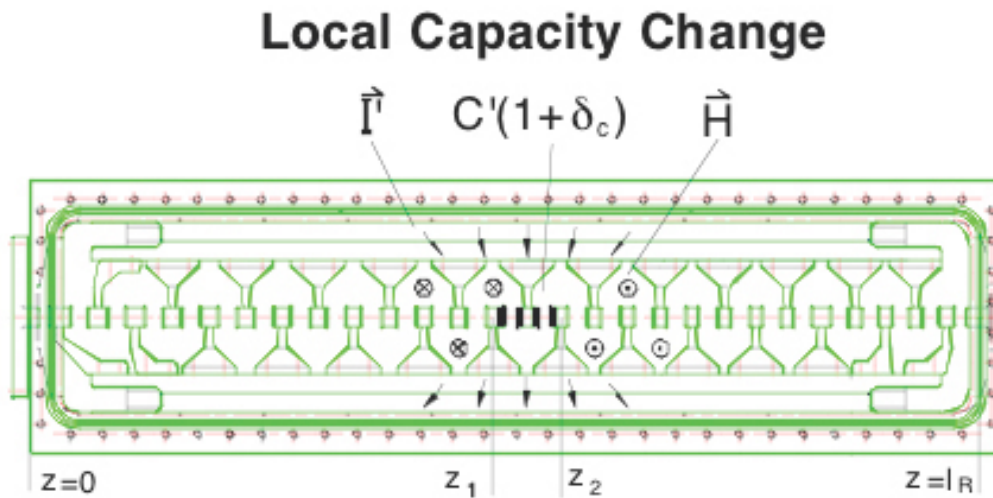 Local Capacity Change
I⃗' C'(1+δc) H⃗
z=0 z1 z2 z=lR